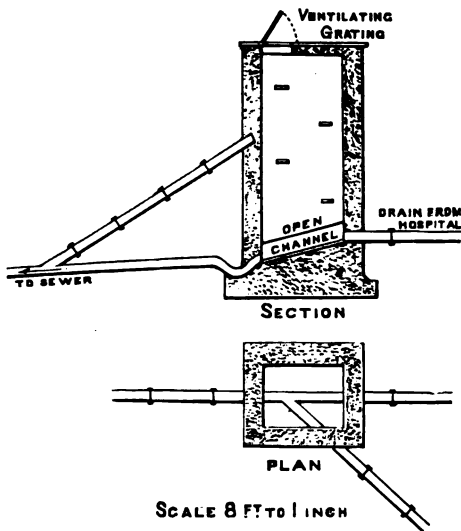 VENTILATING
GRATING
OPEN
CHANNEL
DRAIN FROM
HOSPITAL
TO SEWER
SECTION
PLAN
SCALE 8 FT TO 1 INCH